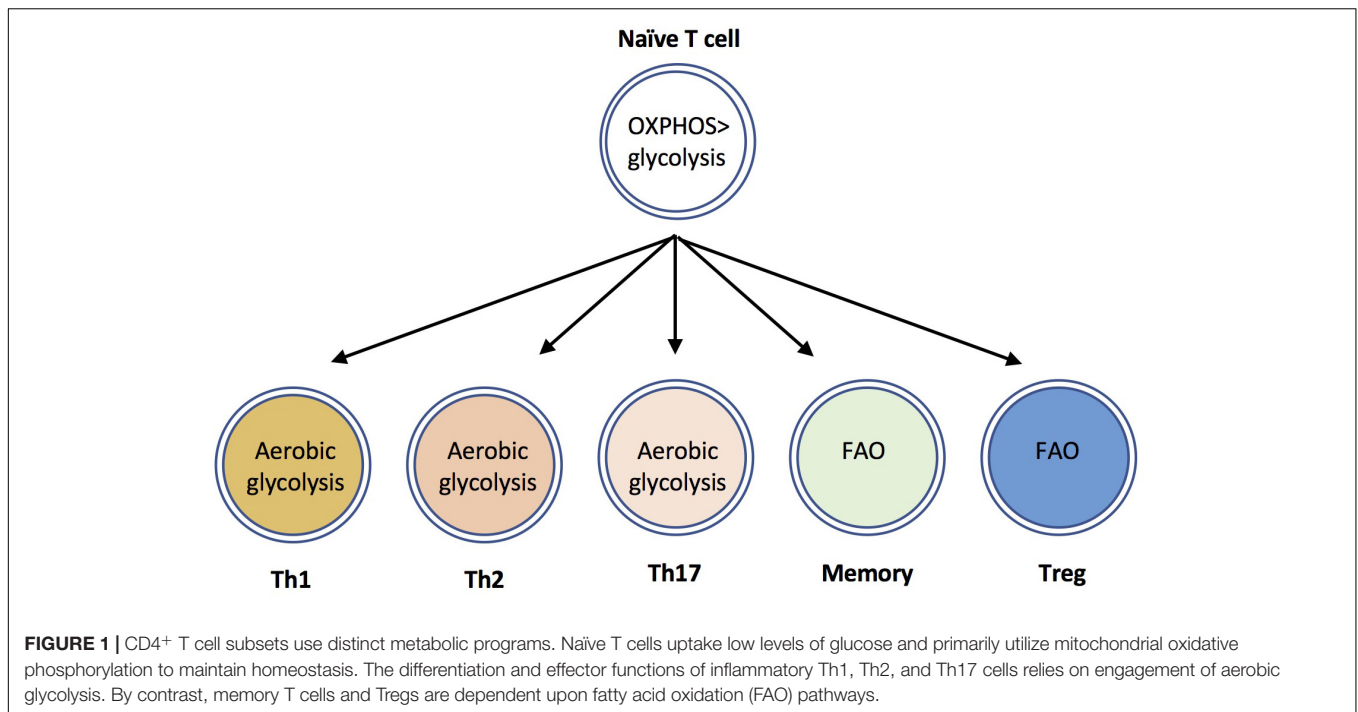 Naïve T cell
OXPHOS>
glycolysis
Aerobic
glycolysis
Aerobic
glycolysis
Aerobic
glycolysis
FAO
FAO
Th1
Th2
Th17
Memory
Treg
FIGURE 1 | CD4+ T cell subsets use distinct metabolic programs. Naïve T cells uptake low levels of glucose and primarily utilize mitochondrial oxidative
phosphorylation to maintain homeostasis. The differentiation and effector functions of inflammatory Th1, Th2, and Th17 cells relies on engagement of aerobic
glycolysis. By contrast, memory T cells and Tregs are dependent upon fatty acid oxidation (FAO) pathways.